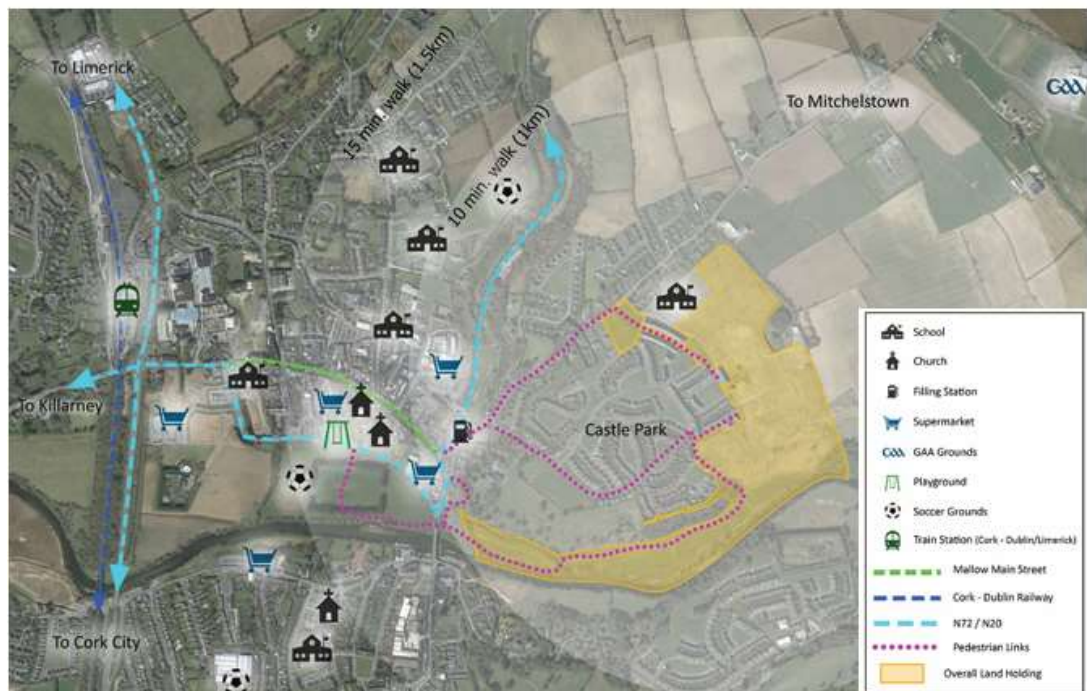 To Limerick
15 min. walk (1.5km)
To Mitchelstown
GAA
10 min. walk (1km)
To Killarney
Castle Park
To Cork City
School
Church
Filling Station
Supermarket
GAA
GAA Grounds
Playground
Soccer Grounds
Train Station (Cork - Dublin/Limerick)
Mallow Main Street
Cork - Dublin Railway
N72 / N20
Pedestrian Links
Overall Land Holding